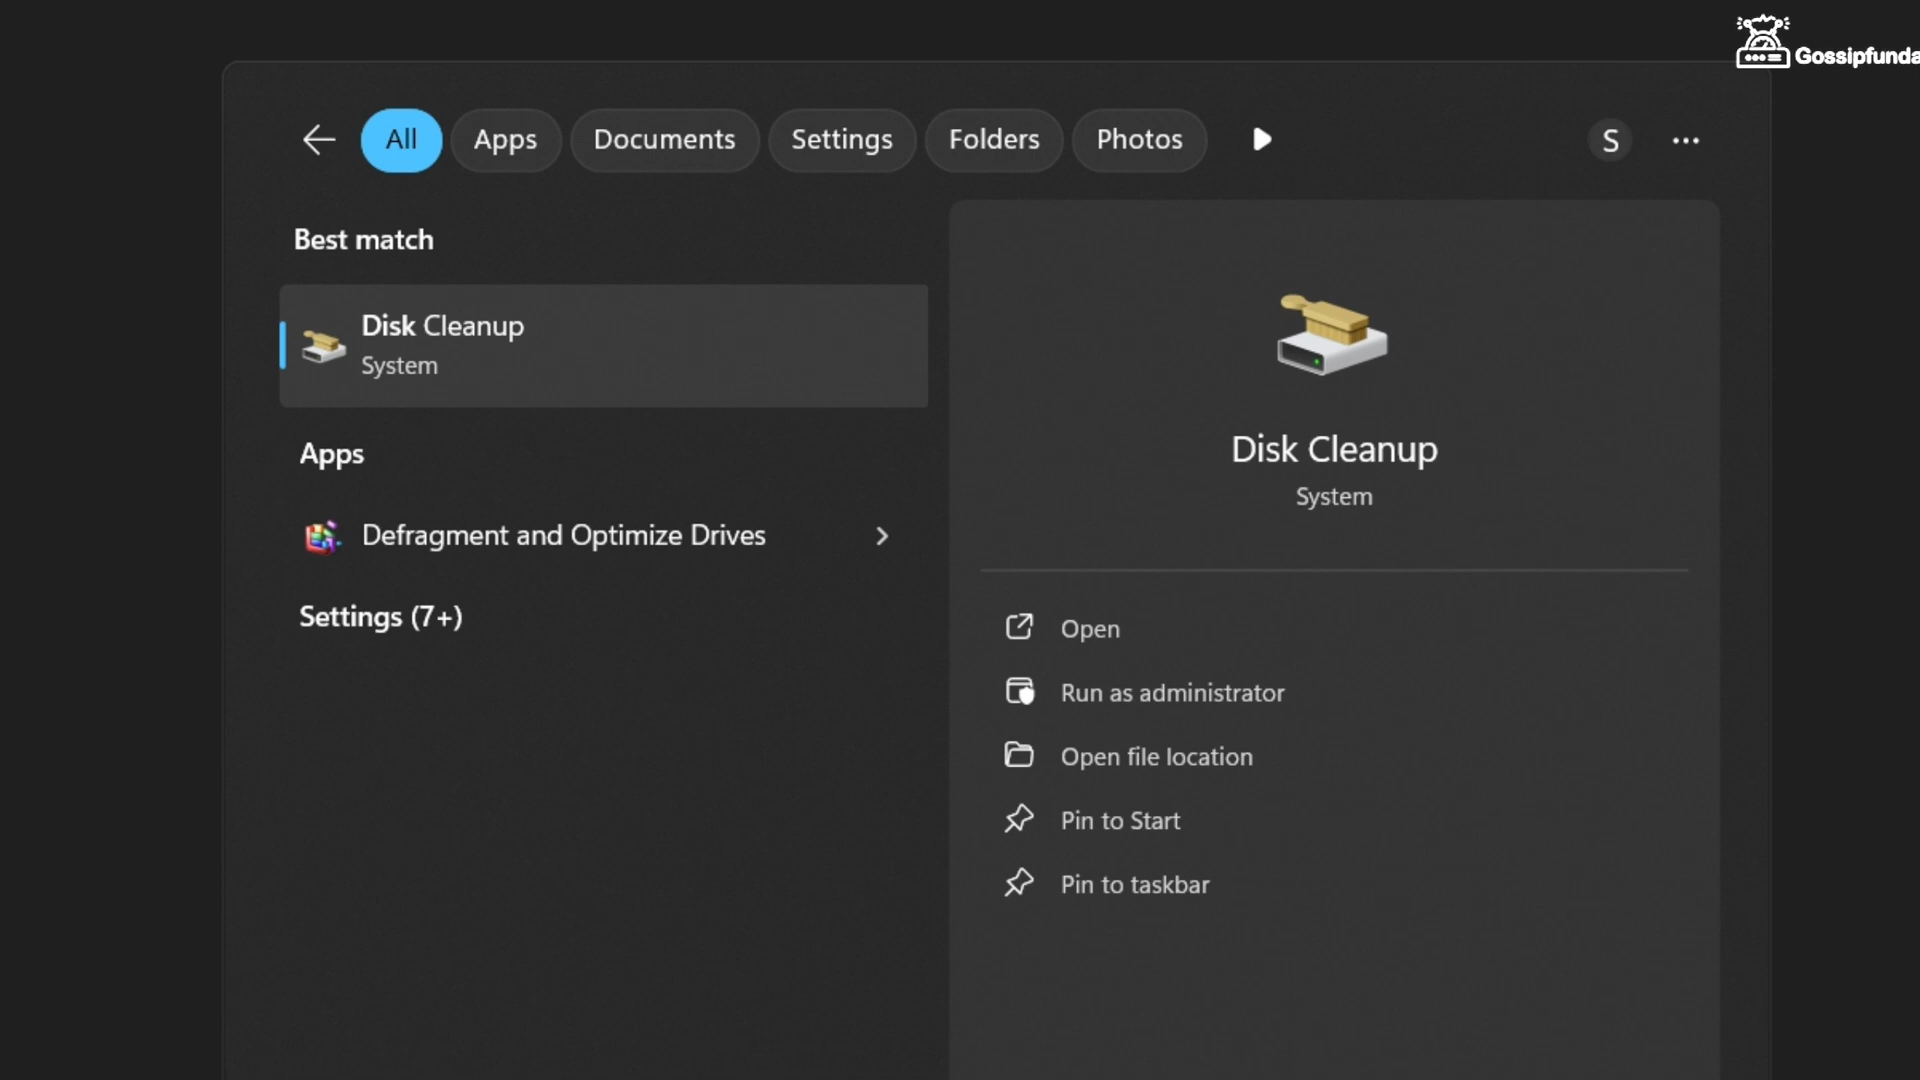 Gossipfunda
All
Apps
Documents
Settings
Folders
Photos
S
Best match
Disk Cleanup
System
Apps
Defragment and Optimize Drives
Settings (7+)
Disk Cleanup
System
Open
Run as administrator
Open file location
Pin to Start
Pin to taskbar